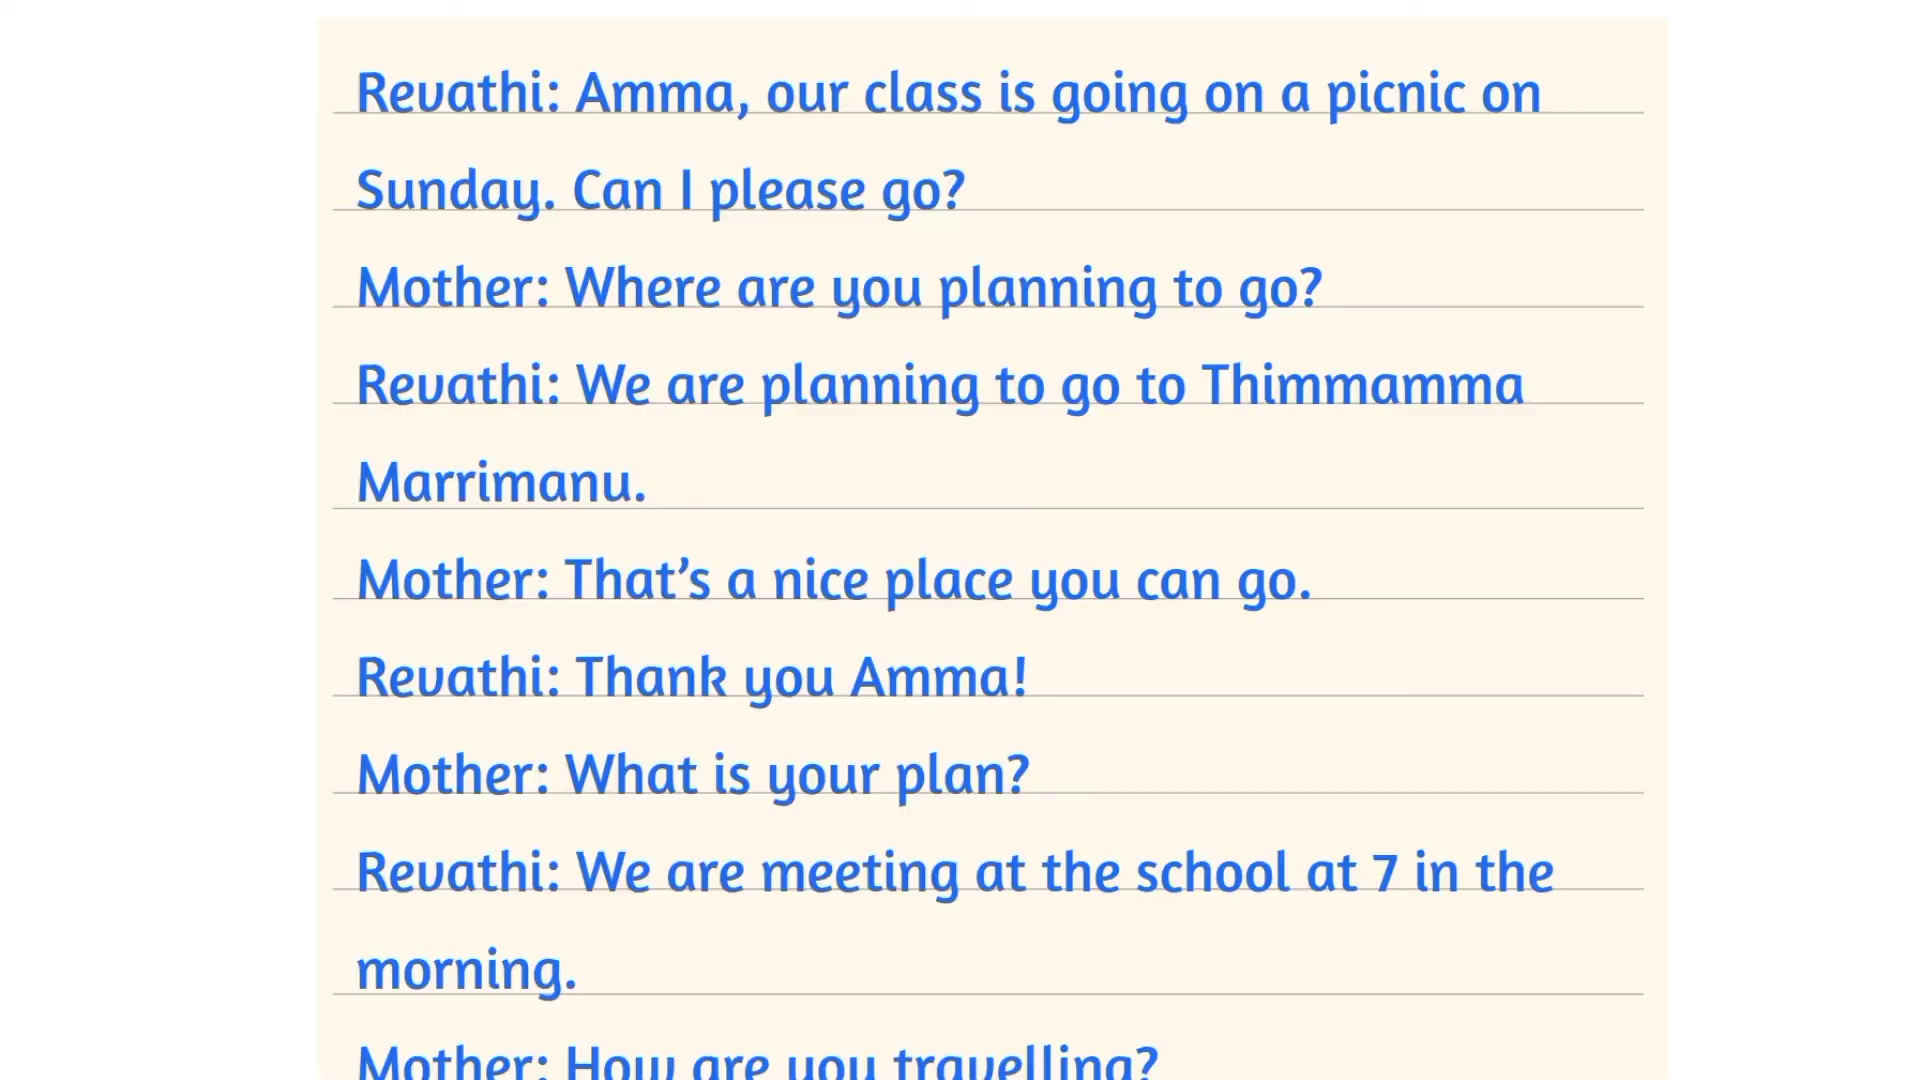 Revathi: Amma, our class is going on a picnic on
Sunday. Can I please go?
Mother: Where are you planning to go?
Revathi: We are planning to go to Thimmamma
Marrimanu.
Mother: That’s a nice place you can go.
Revathi: Thank you Amma!
Mother: What is your plan?
Revathi: We are meeting at the school at 7 in the
morning.
Mother: How are you travelling?